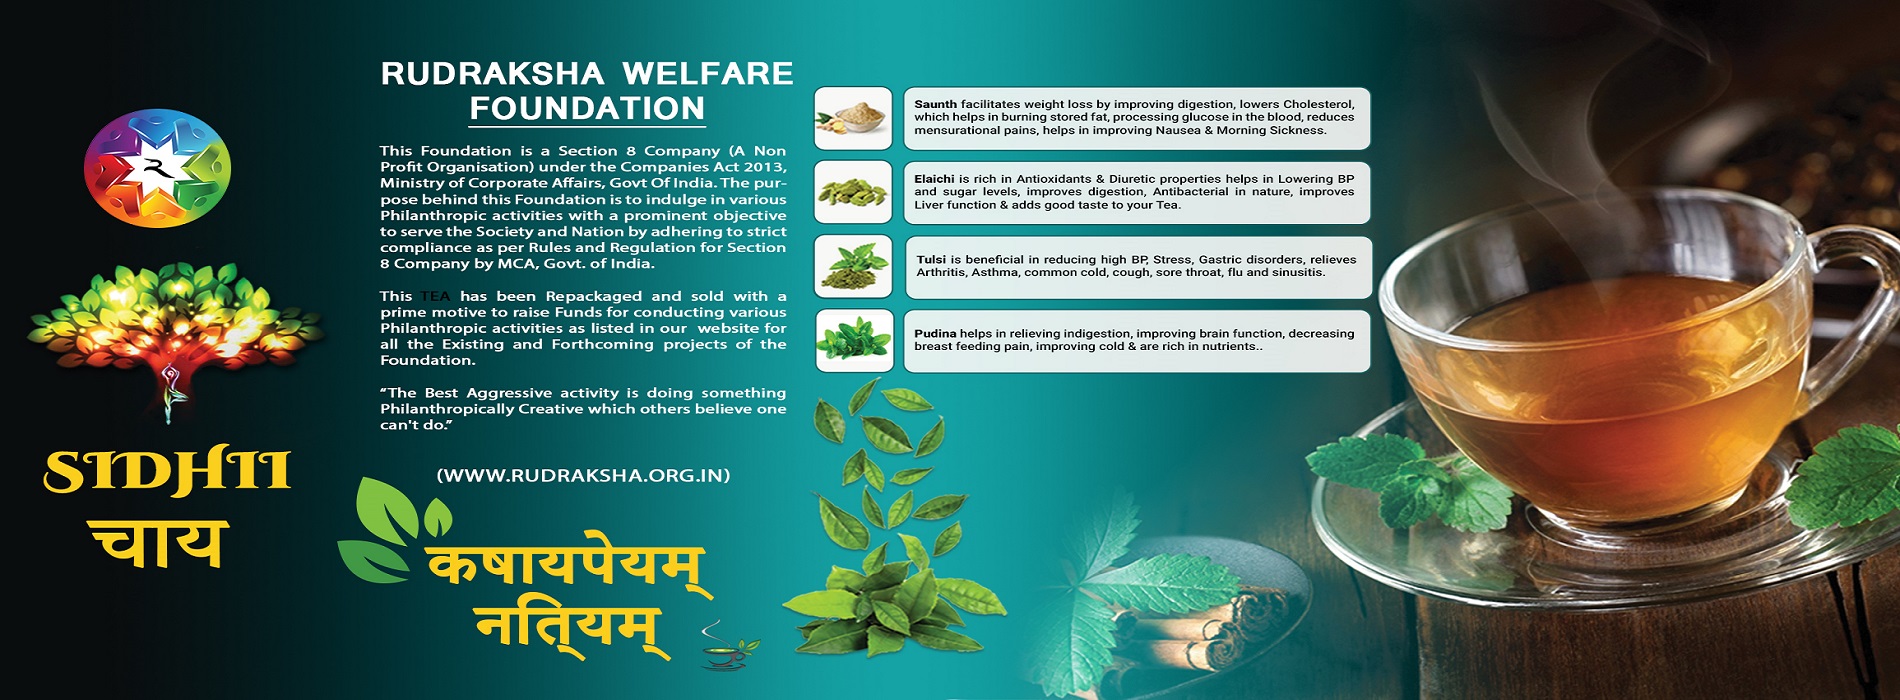 SIDHII
चाय
RUDRAKSHA WELFARE
FOUNDATION
This Foundation is a Section 8 Company (A Non
Profit Organisation) under the Companies Act 2013,
Ministry of Corporate Affairs, Govt Of India. The pur-
pose behind this Foundation is to indulge in various
Philanthropic activities with a prominent objective
to serve the Society and Nation by adhering to strict
compliance as per Rules and Regulation for Section
8 Company by MCA, Govt. of India.
This TEA has been Repackaged and sold with a
prime motive to raise Funds for conducting various
Philanthropic activities as listed in our website for
all the Existing and Forthcoming projects of the
Foundation.
“The Best Aggressive activity is doing something
Philanthropically Creative which others believe one
can't do.”
(WWW.RUDRAKSHA.ORG.IN)
कषायपेयम्
नति्यम्
Saunth facilitates weight loss by improving digestion, lowers Cholesterol,
which helps in burning stored fat, processing glucose in the blood, reduces
mensurational pains, helps in improving Nausea & Morning Sickness.
Elaichi is rich in Antioxidants & Diuretic properties helps in Lowering BP
and sugar levels, improves digestion, Antibacterial in nature, improves
Liver function & adds good taste to your Tea.
Tulsi is beneficial in reducing high BP, Stress, Gastric disorders, relieves
Arthritis, Asthma, common cold, cough, sore throat, flu and sinusitis.
Pudina helps in relieving indigestion, improving brain function, decreasing
breast feeding pain, improving cold & are rich in nutrients..